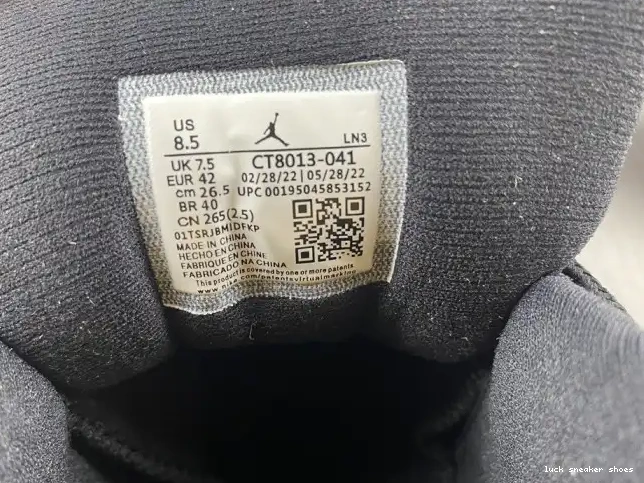 US
8.5
LN3
UK 7.5
CT8013-041
EUR 42
02/28/22 | 05/28/22
cm 26.5
UPC 00195045853152
BR 40
CN 265(2.5)
01TSRJBMIDFKP
MADE IN CHINA
HECHO EN CHINA
FABRIQUE EN CHINE
FABRICADO NA CHINA
This product is covered by one or more patents
luck sneaker shoes